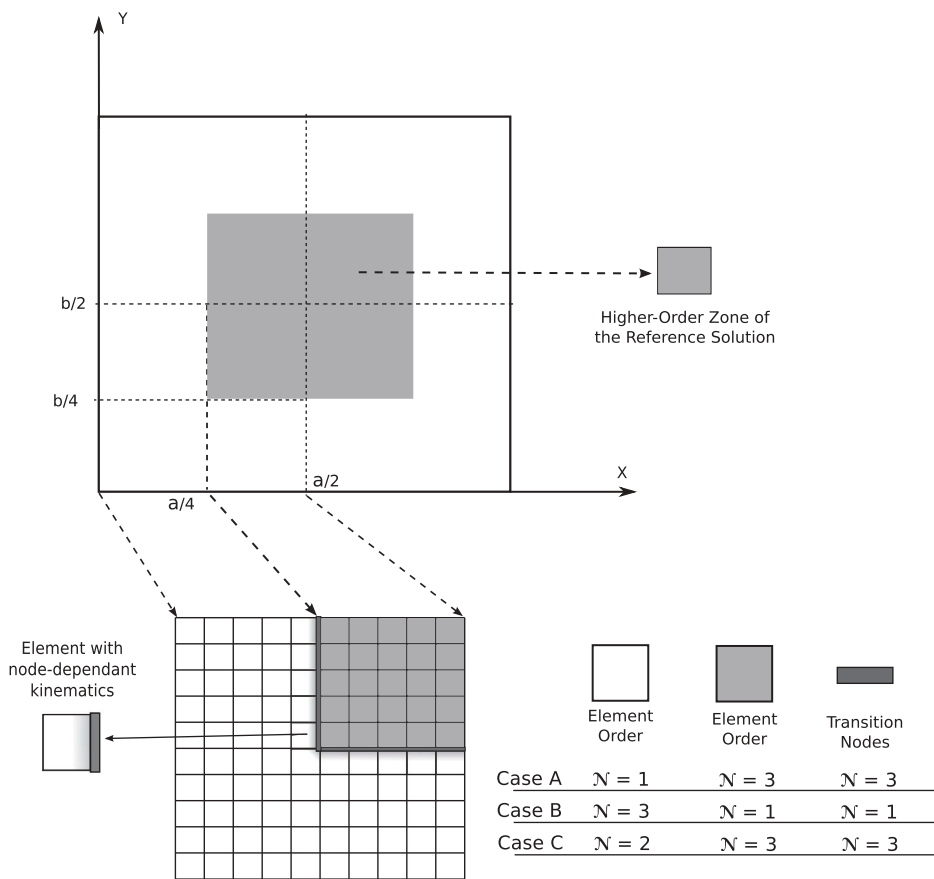 Y
b/2
b/4
Higher-Order Zone of
the Reference Solution
X
a/2
a/4
Element with
node-dependant
kinematics
Element
Order
Element
Order
Transition
Nodes
Case A 𝒩 = 1 𝒩 = 3 𝒩 = 3
Case B 𝒩 = 3 𝒩 = 1 𝒩 = 1
Case C 𝒩 = 2 𝒩 = 3 𝒩 = 3